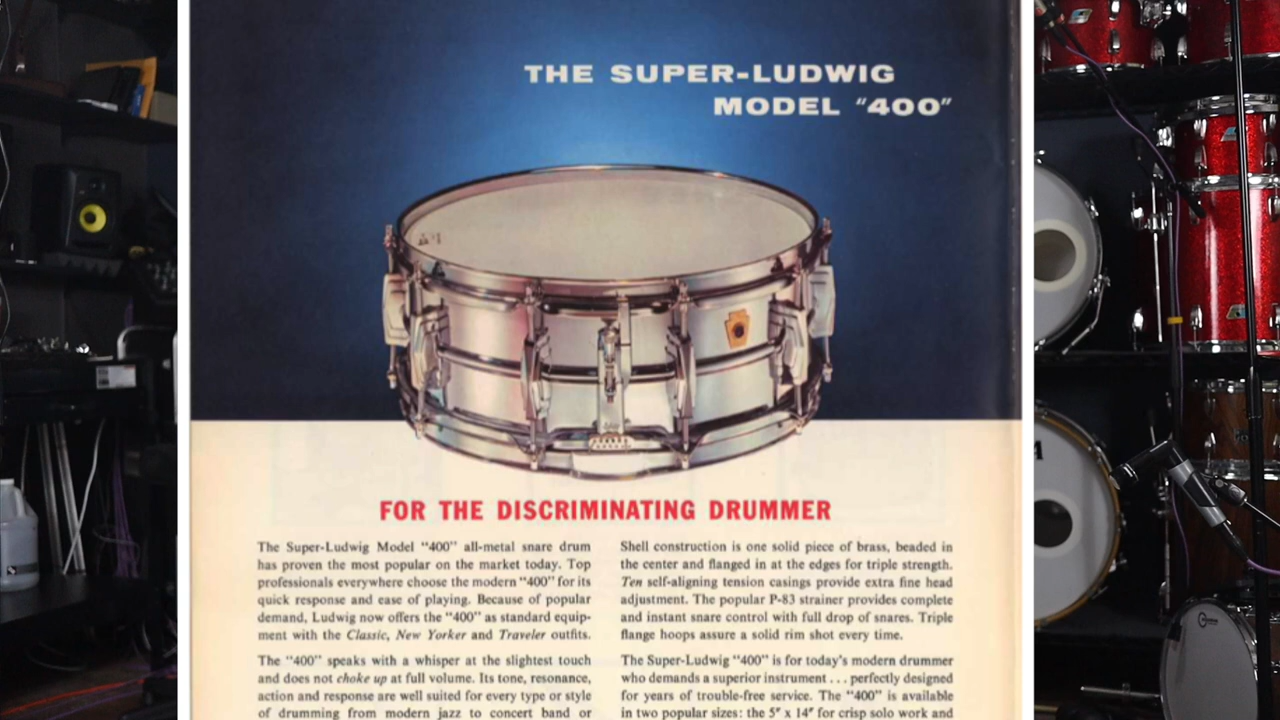 THE SUPER-LUDWIG
MODEL "400"
FOR THE DISCRIMINATING DRUMMER
The Super-Ludwig Model "400" all-metal snare drum
has proven the most popular on the market today. Top
professionals everywhere choose the modern "400" for its
quick response and ease of playing. Because of popular
demand, Ludwig now offers the "400" as standard equip-
ment with the Classic, New Yorker and Traveler outfits.
The "400" speaks with a whisper at the slightest touch
and does not choke up at full volume. Its tone, resonance,
action and response are well suited for every type or style
of drumming from modern jazz to concert band or
Shell construction is one solid piece of brass, beaded in
the center and flanged in at the edges for triple strength.
Ten self-aligning tension casings provide extra fine head
adjustment. The popular P-83 strainer provides complete
and instant snare control with full drop of snares. Triple
flange hoops assure a solid rim shot every time.
The Super-Ludwig "400" is for today's modern drummer
who demands a superior instrument . . . perfectly designed
for years of trouble-free service. The "400" is available
in two popular sizes: the 5" x 14" for crisp solo work and